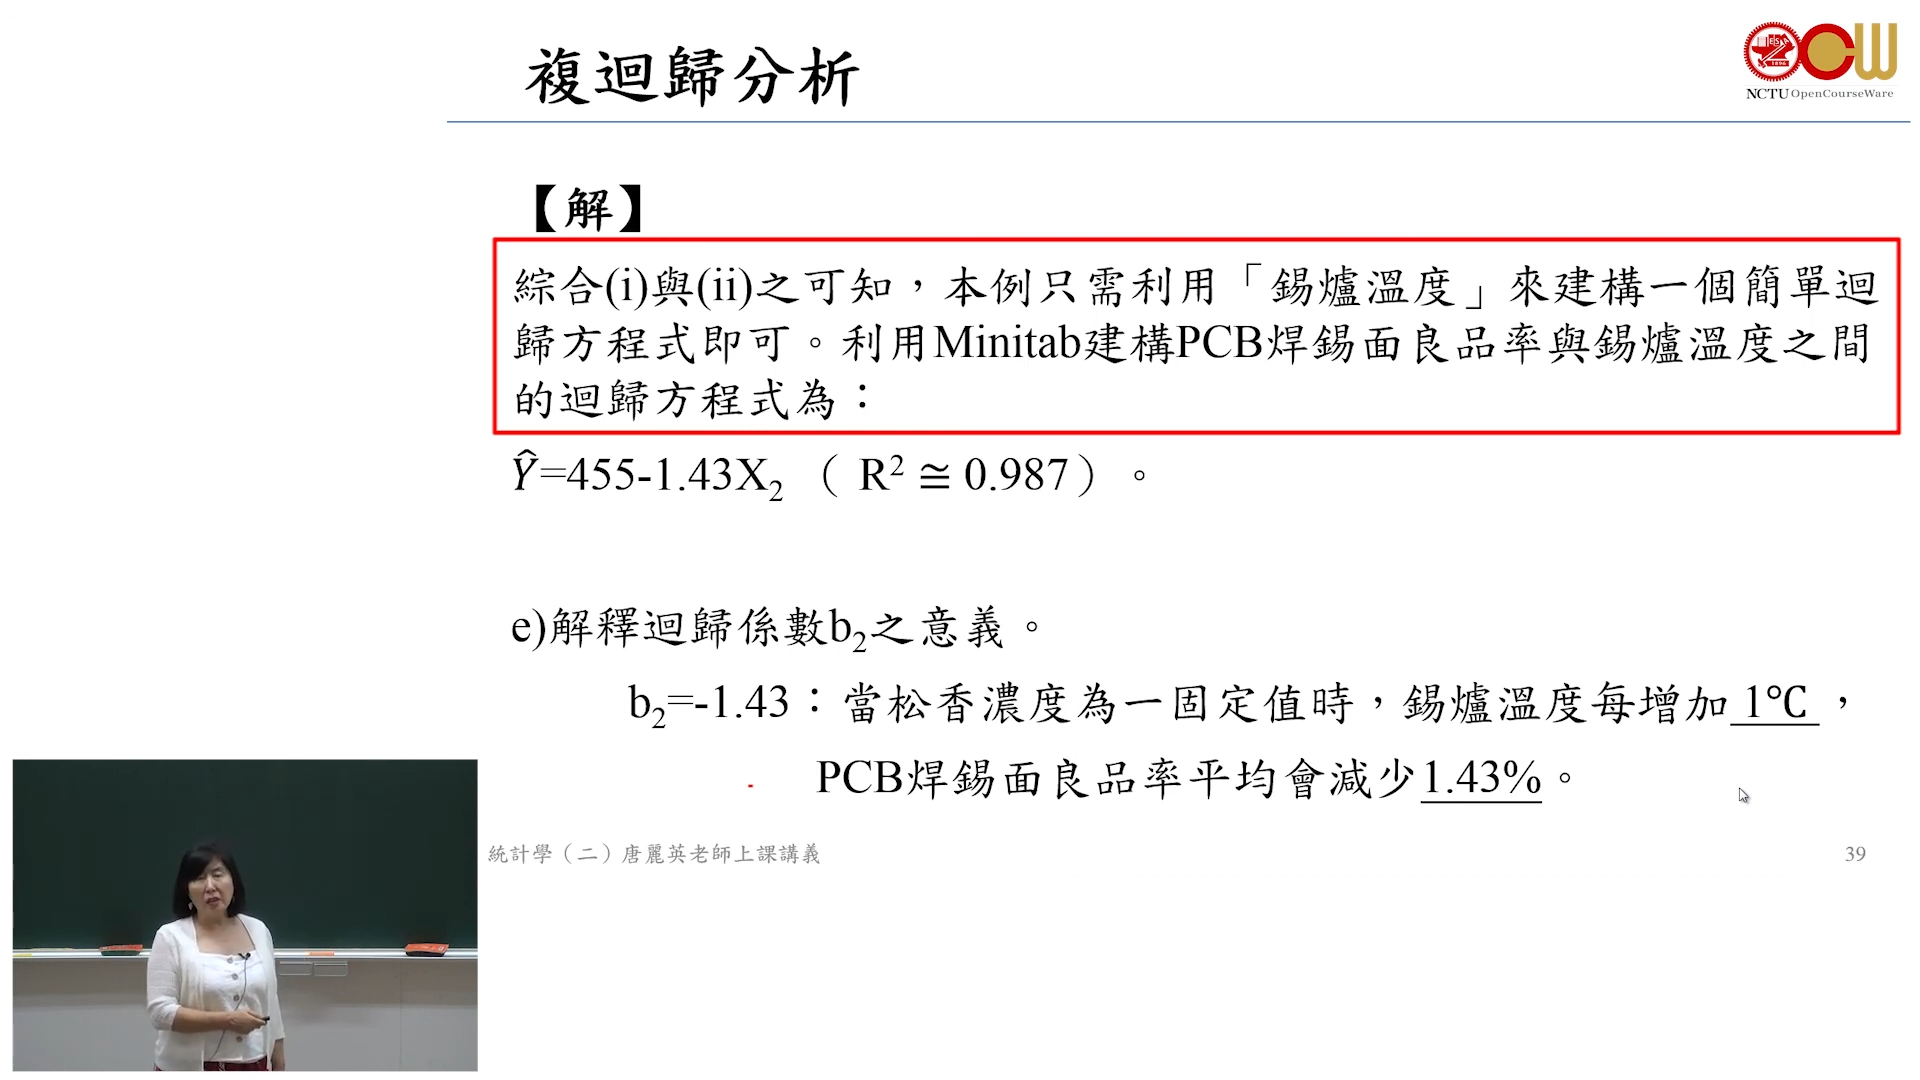 複迴歸分析
NCTU OpenCourseWare
【解】
綜合(i)與(ii)之可知，本例只需利用「錫爐溫度」來建構一個簡單迴
歸方程式即可。利用Minitab建構PCB焊錫面良品率與錫爐溫度之間
的迴歸方程式為：
Ŷ=455-1.43X₂（ R² ≅ 0.987）。
e)解釋迴歸係數b₂之意義。
b₂=-1.43：當松香濃度為一固定值時，錫爐溫度每增加 1℃ ，
PCB焊錫面良品率平均會減少1.43%。
統計學（二）唐麗英老師上課講義
39